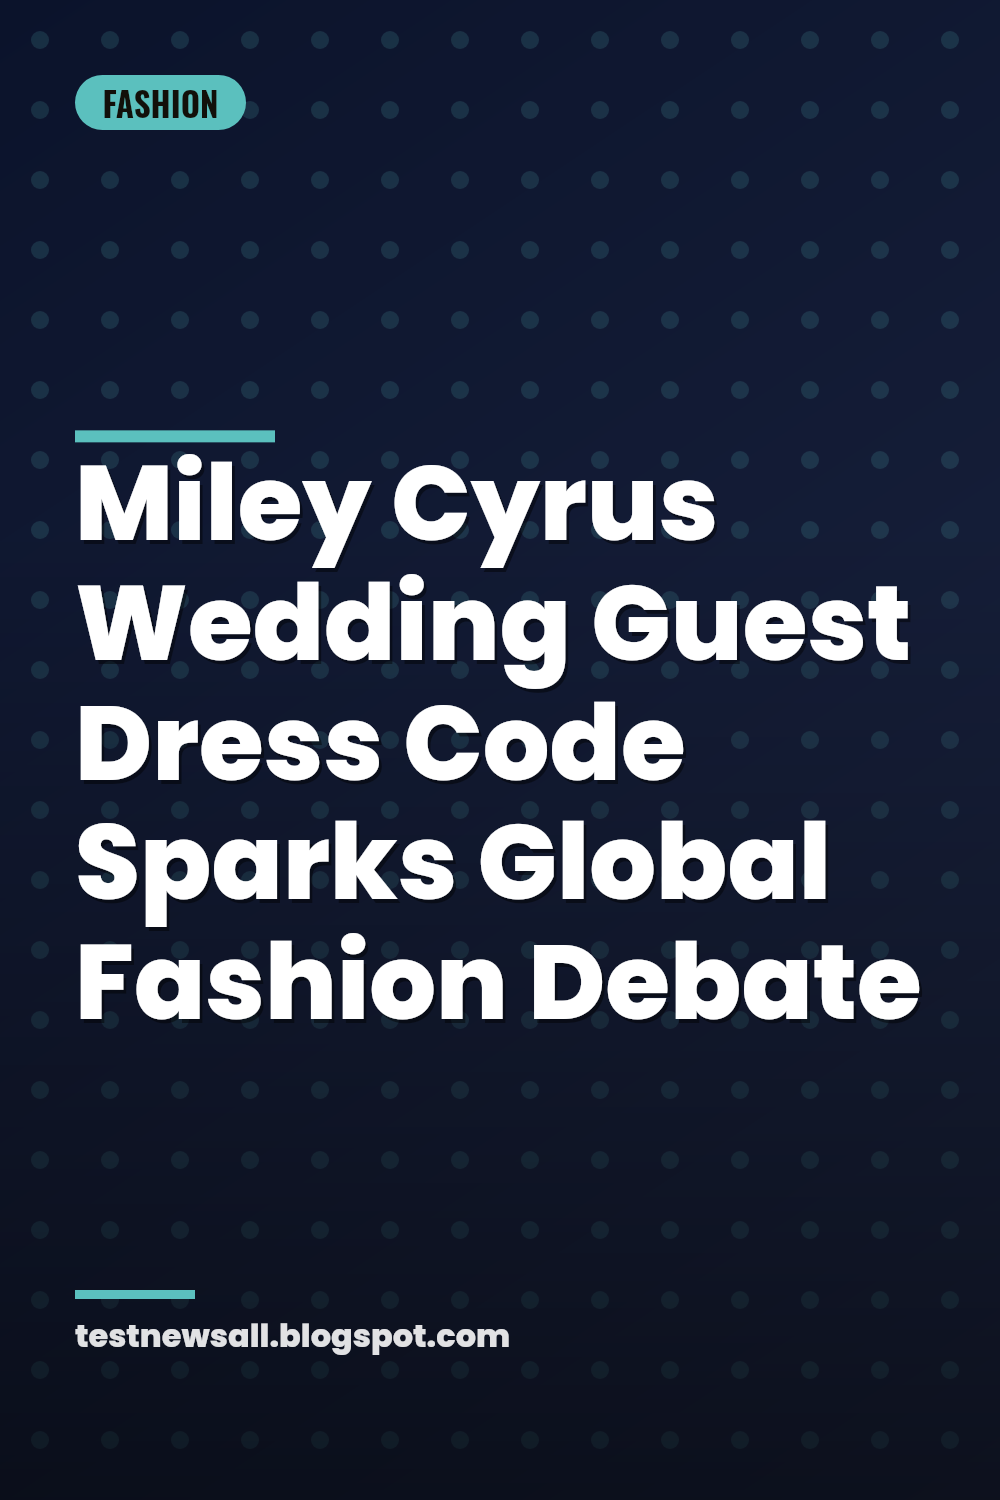 FASHION
Miley Cyrus
Wedding Guest
Dress Code
Sparks Global
Fashion Debate
testnewsall.blogspot.com